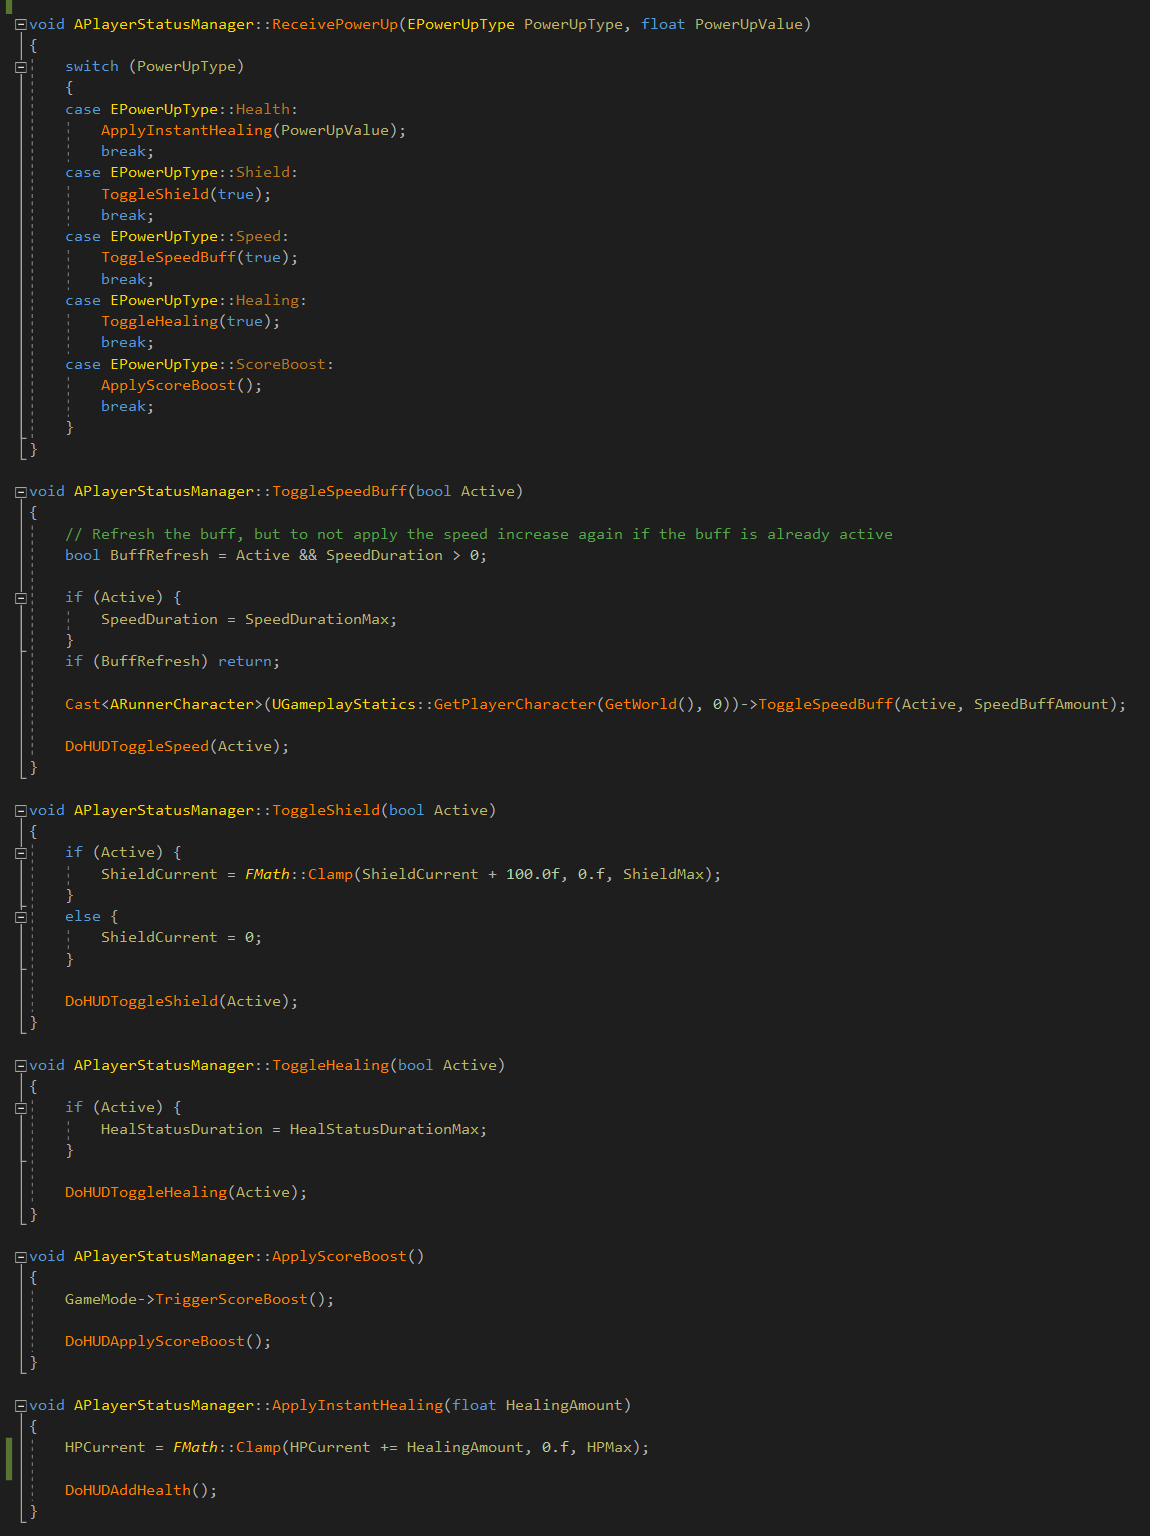 void APlayerStatusManager::ReceivePowerUp(EPowerUpType PowerUpType, float PowerUpValue)
{
    switch (PowerUpType)
    {
    case EPowerUpType::Health:
        ApplyInstantHealing(PowerUpValue);
        break;
    case EPowerUpType::Shield:
        ToggleShield(true);
        break;
    case EPowerUpType::Speed:
        ToggleSpeedBuff(true);
        break;
    case EPowerUpType::Healing:
        ToggleHealing(true);
        break;
    case EPowerUpType::ScoreBoost:
        ApplyScoreBoost();
        break;
    }
}

void APlayerStatusManager::ToggleSpeedBuff(bool Active)
{
    // Refresh the buff, but to not apply the speed increase again if the buff is already active
    bool BuffRefresh = Active && SpeedDuration > 0;

    if (Active) {
        SpeedDuration = SpeedDurationMax;
    }
    if (BuffRefresh) return;

    Cast<ARunnerCharacter>(UGameplayStatics::GetPlayerCharacter(GetWorld(), 0))->ToggleSpeedBuff(Active, SpeedBuffAmount);

    DoHUDToggleSpeed(Active);
}

void APlayerStatusManager::ToggleShield(bool Active)
{
    if (Active) {
        ShieldCurrent = FMath::Clamp(ShieldCurrent + 100.0f, 0.f, ShieldMax);
    }
    else {
        ShieldCurrent = 0;
    }

    DoHUDToggleShield(Active);
}

void APlayerStatusManager::ToggleHealing(bool Active)
{
    if (Active) {
        HealStatusDuration = HealStatusDurationMax;
    }

    DoHUDToggleHealing(Active);
}

void APlayerStatusManager::ApplyScoreBoost()
{
    GameMode->TriggerScoreBoost();

    DoHUDApplyScoreBoost();
}

void APlayerStatusManager::ApplyInstantHealing(float HealingAmount)
{
    HPCurrent = FMath::Clamp(HPCurrent += HealingAmount, 0.f, HPMax);

    DoHUDAddHealth();
}